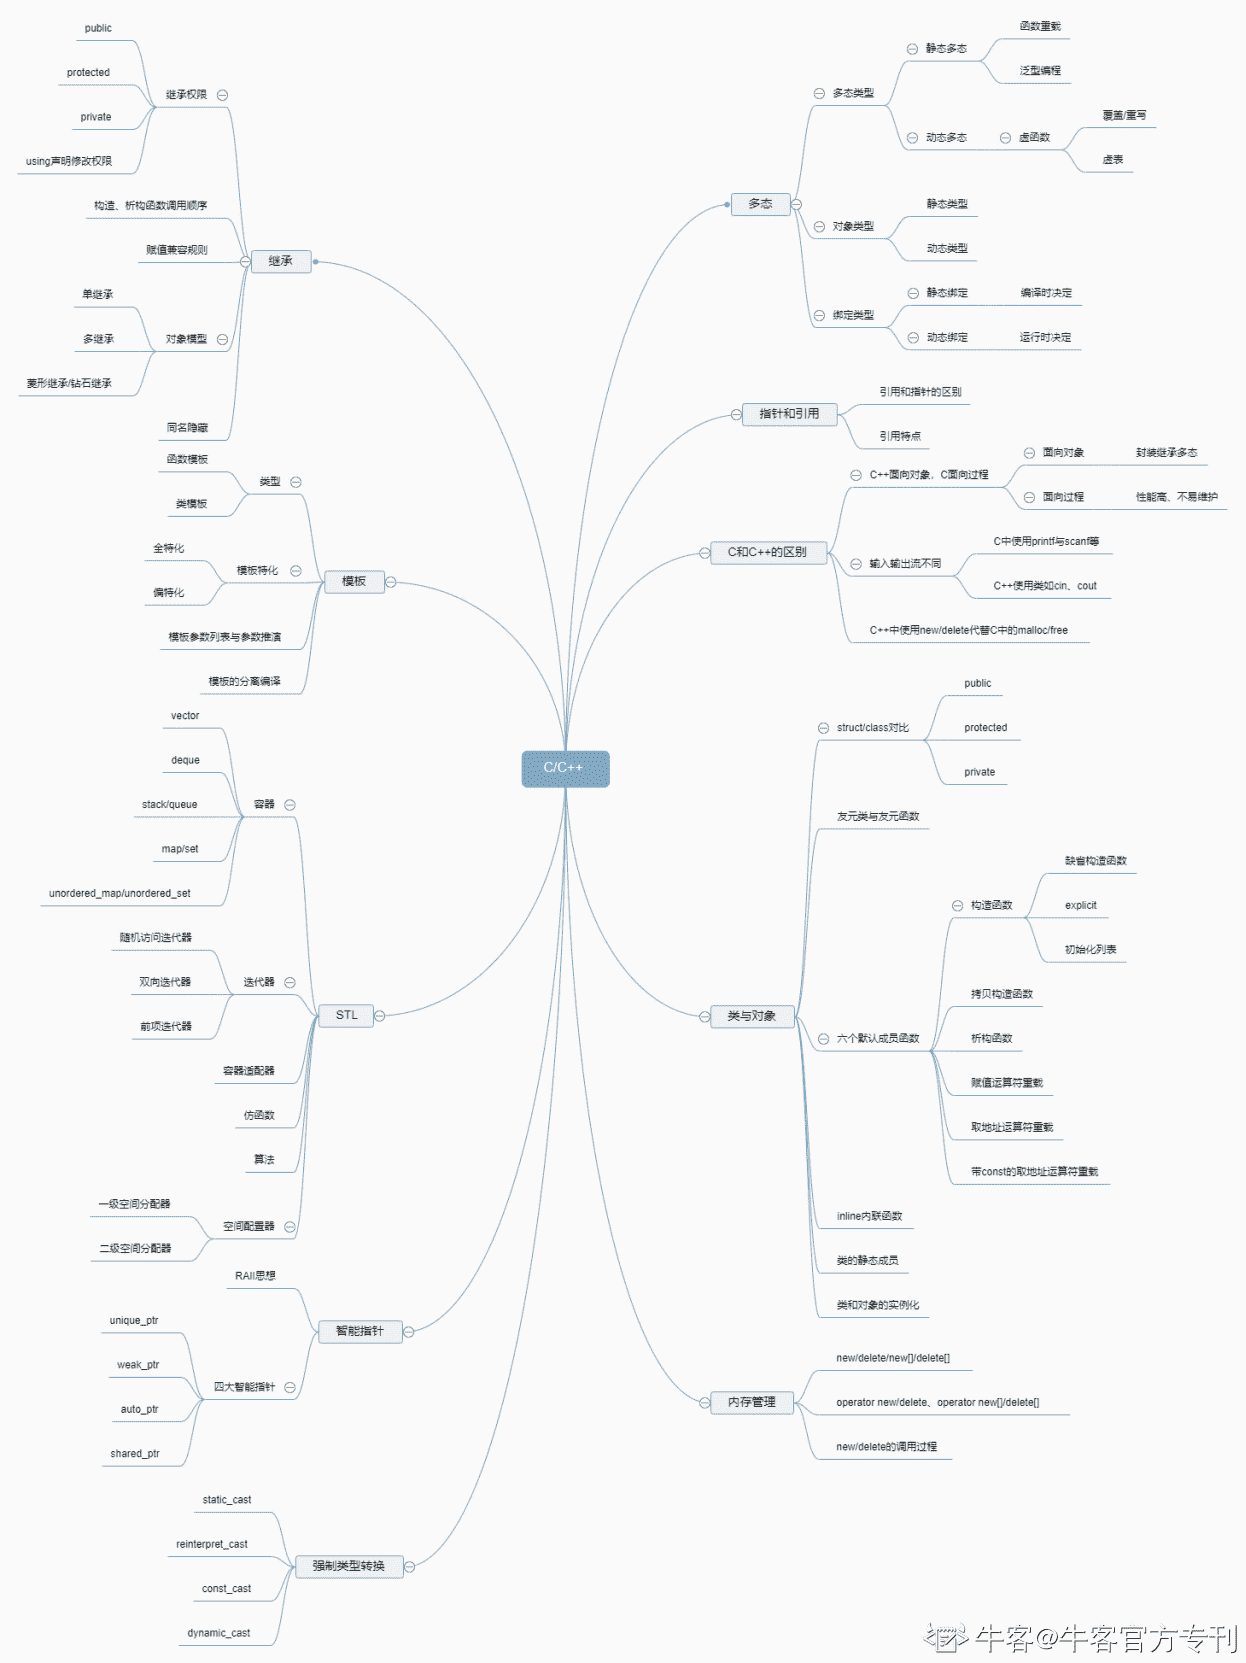 C/C++
多态
多态类型
静态多态
函数重载
泛型编程
动态多态
虚函数
覆盖/重写
虚表
对象类型
静态类型
动态类型
绑定类型
静态绑定
编译时决定
动态绑定
运行时决定
指针和引用
引用和指针的区别
引用特点
C和C++的区别
C++面向对象，C面向过程
面向对象
封装继承多态
面向过程
性能高、不易维护
输入输出流不同
C中使用printf与scanf等
C++使用类如cin、cout
C++中使用new/delete代替C中的malloc/free
类与对象
struct/class对比
public
protected
private
友元类与友元函数
六个默认成员函数
构造函数
缺省构造函数
explicit
初始化列表
拷贝构造函数
析构函数
赋值运算符重载
取地址运算符重载
带const的取地址运算符重载
inline内联函数
类的静态成员
类和对象的实例化
内存管理
new/delete/new[]/delete[]
operator new/delete、operator new[]/delete[]
new/delete的调用过程
继承
继承权限
public
protected
private
using声明修改权限
构造、析构函数调用顺序
赋值兼容规则
对象模型
单继承
多继承
菱形继承/钻石继承
同名隐藏
模板
类型
函数模板
类模板
模板特化
全特化
偏特化
模板参数列表与参数推演
模板的分离编译
STL
容器
vector
deque
stack/queue
map/set
unordered_map/unordered_set
迭代器
随机访问迭代器
双向迭代器
前项迭代器
容器适配器
仿函数
算法
空间配置器
一级空间分配器
二级空间分配器
智能指针
RAII思想
四大智能指针
unique_ptr
weak_ptr
auto_ptr
shared_ptr
强制类型转换
static_cast
reinterpret_cast
const_cast
dynamic_cast
牛客@牛客官方专刊